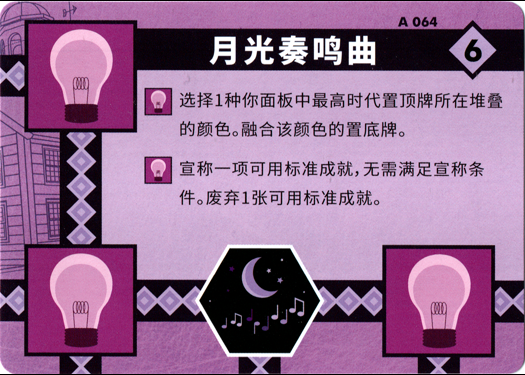 A 064
月光奏鸣曲
6
选择1种你面板中最高时代置顶牌所在堆叠
的颜色。融合该颜色的置底牌。
宣称一项可用标准成就，无需满足宣称条
件。废弃1张可用标准成就。